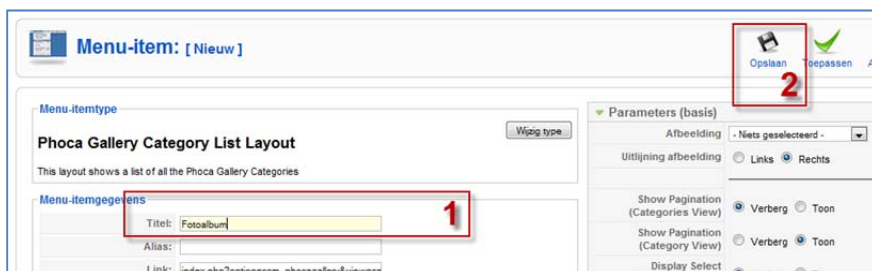 Menu-item: [ Nieuw ]
Opslaan Toepassen
2
Menu-itemtype
Phoca Gallery Category List Layout
Wijzig type
This layout shows a list of all the Phoca Gallery Categories
Menu-itemgegevens
1
Titel: Fotoalbum
Alias:
Link:
Parameters (basis)
Afbeelding - Niets geselecteerd -
Uitlijning afbeelding Links Rechts
Show Pagination
(Categories View) Verberg Toon
Show Pagination
(Category View) Verberg Toon
Display Select